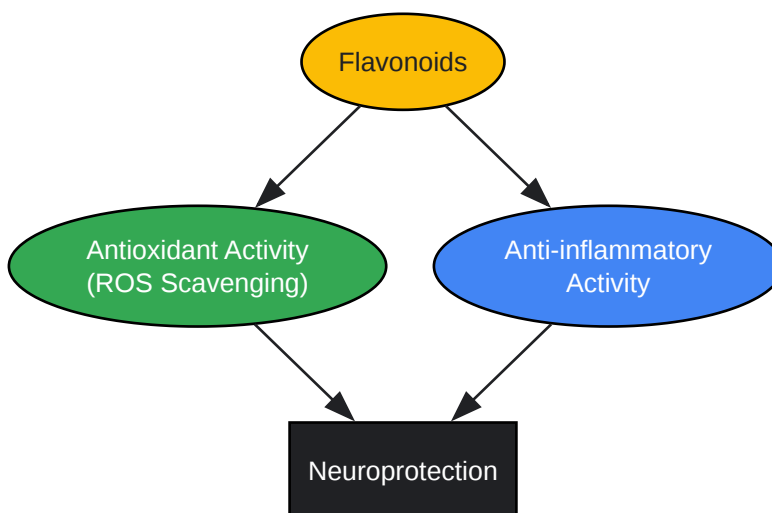 Flavonoids
Antioxidant Activity
(ROS Scavenging)
Anti-inflammatory
Activity
Neuroprotection